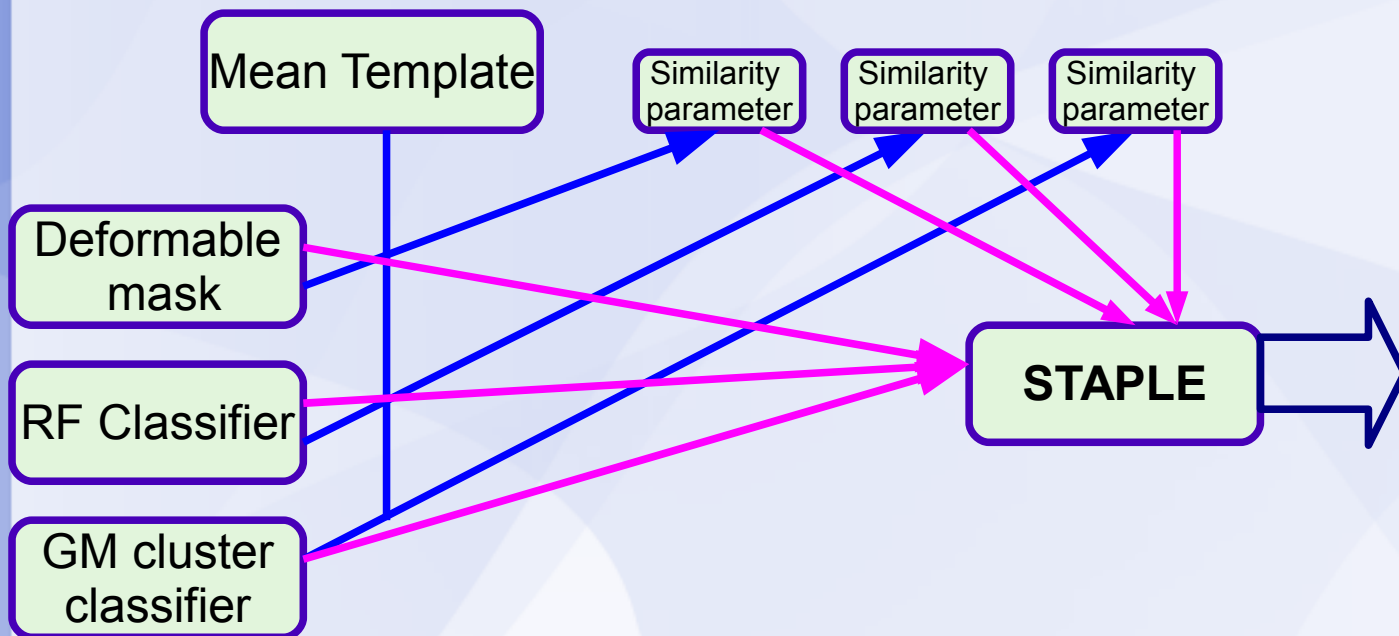 Mean Template
Similarity
parameter
Similarity
parameter
Similarity
parameter
Deformable
mask
RF Classifier
GM cluster
classifier
STAPLE